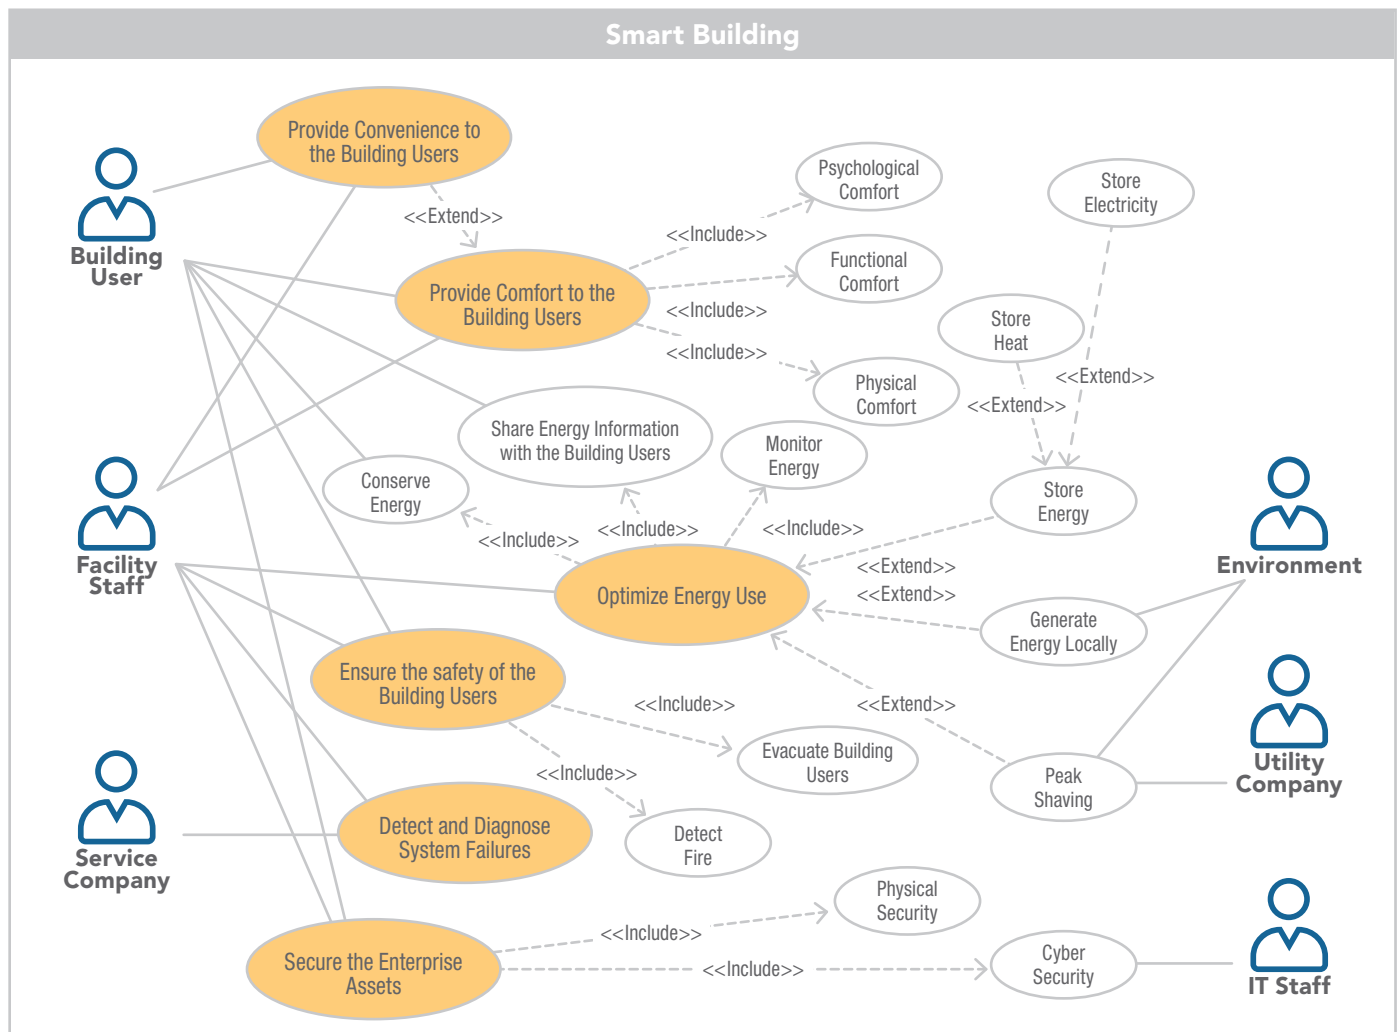 Smart Building
Provide Convenience to
the Building Users
Building
User
<<Extend>>
Provide Comfort to the
Building Users
<<Include>>
Psychological
Comfort
<<Include>>
Functional
Comfort
<<Include>>
Physical
Comfort
Store
Electricity
Store
Heat
<<Extend>>
<<Extend>>
Share Energy Information
with the Building Users
Monitor
Energy
Conserve
Energy
Store
Energy
<<Include>>
<<Include>>
<<Include>>
Facility
Staff
Optimize Energy Use
<<Extend>>
<<Extend>>
Environment
Generate
Energy Locally
Ensure the safety of the
Building Users
<<Include>>
<<Extend>>
Evacuate Building
Users
Peak
Shaving
Utility
Company
<<Include>>
Detect
Fire
Detect and Diagnose
System Failures
Service
Company
Physical
Security
<<Include>>
Secure the Enterprise
Assets
<<Include>>
Cyber
Security
IT Staff